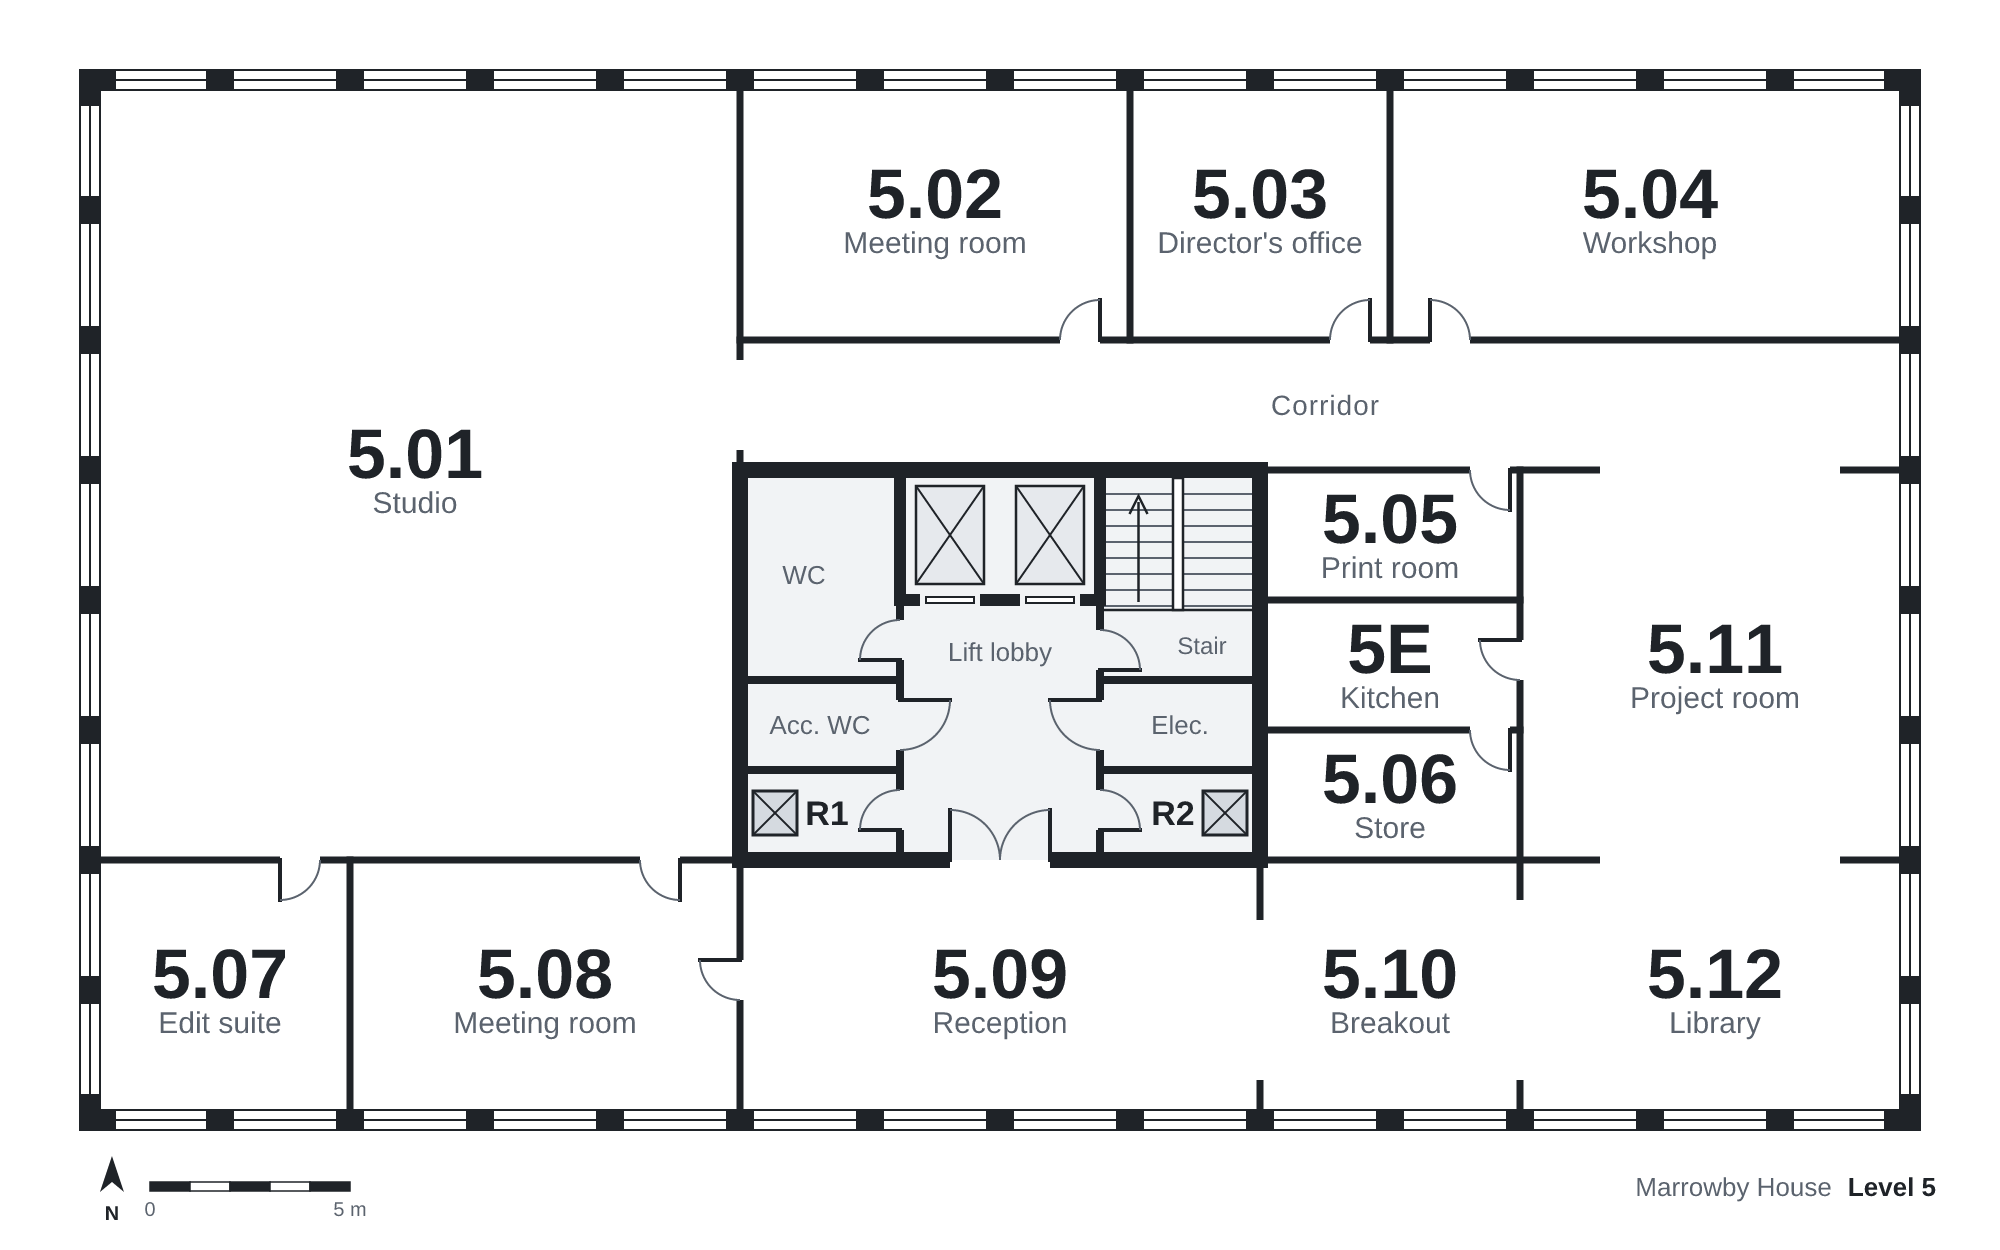 5.02
Meeting room
5.03
Director's office
5.04
Workshop
Corridor
5.01
Studio
5.05
Print room
WC
Lift lobby
Stair
5E
Kitchen
5.11
Project room
Acc. WC
Elec.
5.06
Store
R1
R2
5.07
Edit suite
5.08
Meeting room
5.09
Reception
5.10
Breakout
5.12
Library
N
0
5 m
Marrowby House Level 5